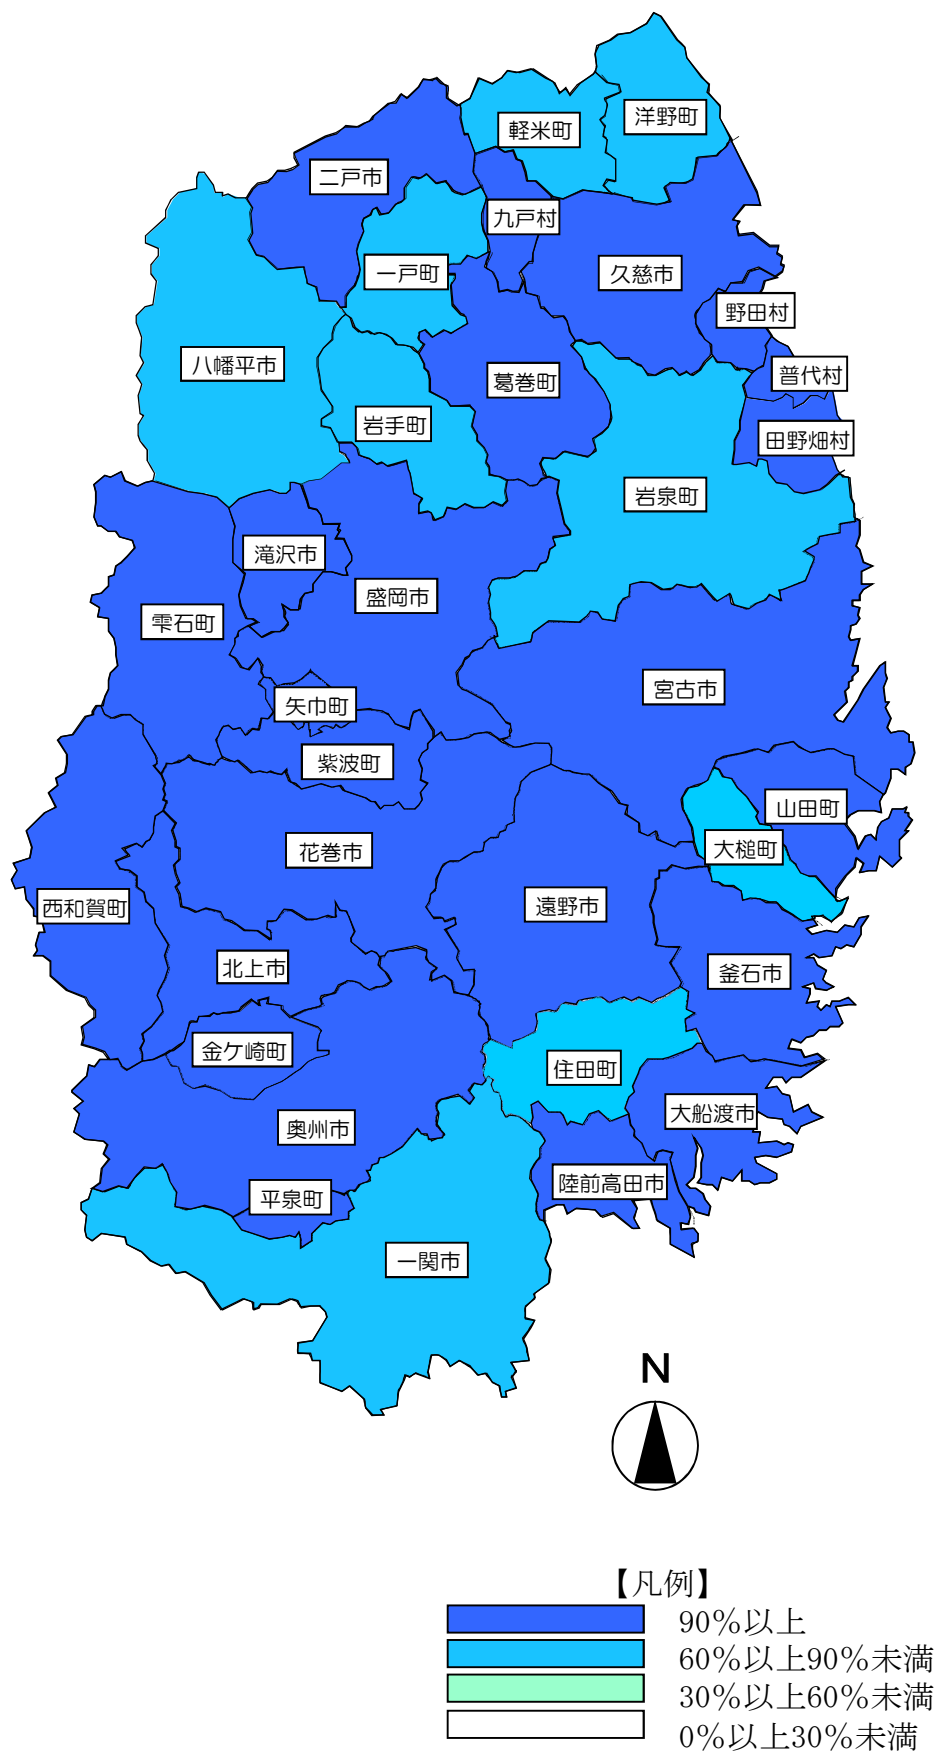 洋野町
軽米町
二戸市
九戸村
一戸町
久慈市
野田村
八幡平市
葛巻町
普代村
岩手町
田野畑村
岩泉町
滝沢市
盛岡市
雫石町
宮古市
矢巾町
紫波町
山田町
大槌町
花巻市
西和賀町
遠野市
北上市
釜石市
金ケ崎町
住田町
大船渡市
奥州市
陸前高田市
平泉町
一関市
N
【凡例】
90%以上
60%以上90%未満
30%以上60%未満
0%以上30%未満